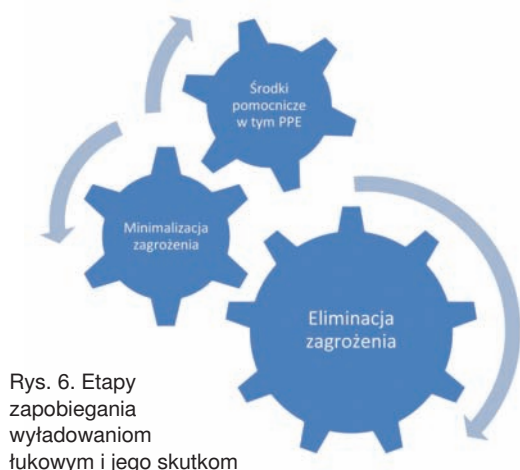 Środki
pomocnicze
w tym PPE
Minimalizacja
zagrożenia
Eliminacja
zagrożenia
Rys. 6. Etapy
zapobiegania
wyładowaniom
łukowym i jego skutkom